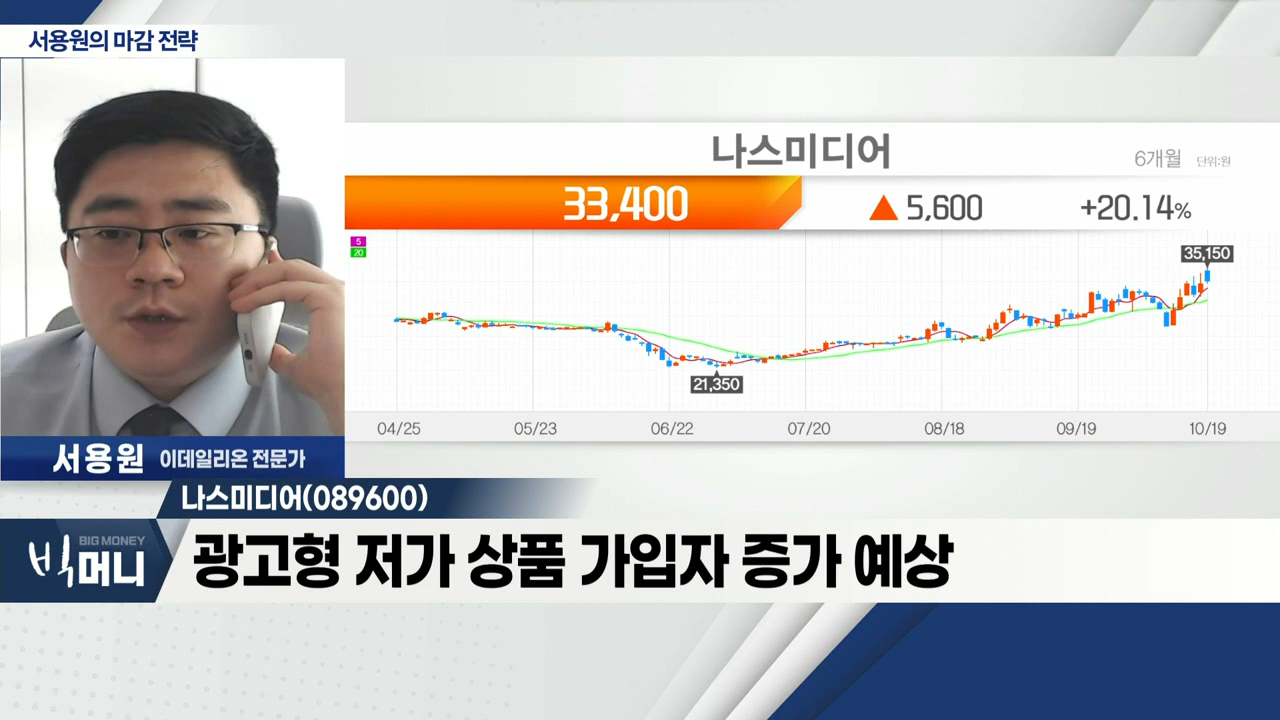 서용원의 마감 전략
나스미디어
6개월 단위:원
33,400 ▲ 5,600 +20.14%
5
20
35,150
21,350
04/25 05/23 06/22 07/20 08/18 09/19 10/19
서용원 이데일리온 전문가
나스미디어(089600)
BIG MONEY
빅머니
광고형 저가 상품 가입자 증가 예상